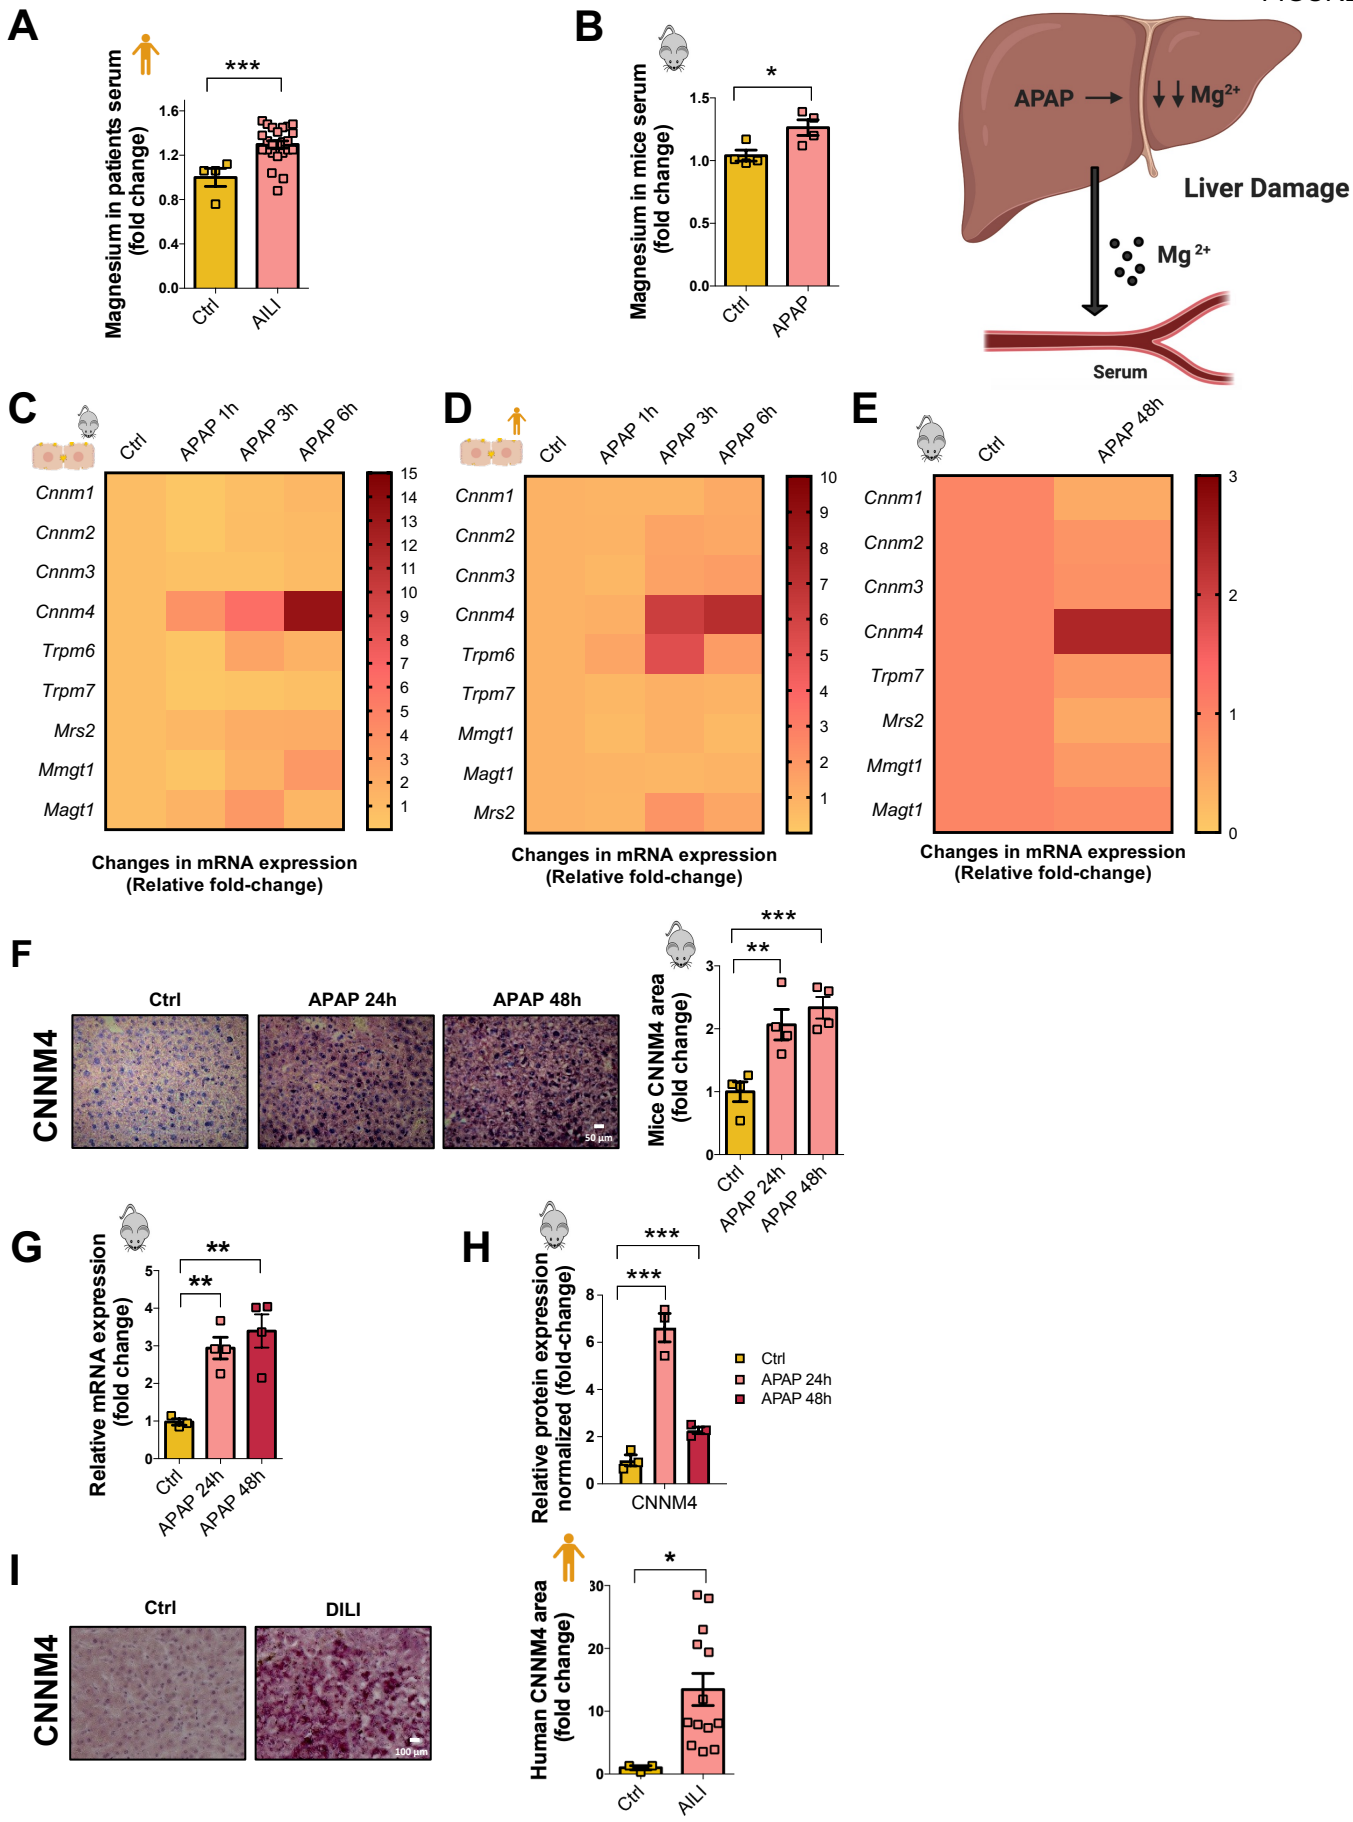 A
Magnesium in patients serum
(fold change)
***
1.6
1.2
0.8
0.4
0.0
Ctrl
AILI
B
Magnesium in mice serum
(fold change)
*
1.5
1.0
0.5
0.0
Ctrl
APAP
APAP
Mg2+
Liver Damage
Mg 2+
Serum
C
Ctrl
APAP 1h
APAP 3h
APAP 6h
Cnnm1
Cnnm2
Cnnm3
Cnnm4
Trpm6
Trpm7
Mrs2
Mmgt1
Magt1
15
14
13
12
11
10
9
8
7
6
5
4
3
2
1
Changes in mRNA expression
(Relative fold-change)
D
Ctrl
APAP 1h
APAP 3h
APAP 6h
Cnnm1
Cnnm2
Cnnm3
Cnnm4
Trpm6
Trpm7
Mmgt1
Magt1
Mrs2
10
9
8
7
6
5
4
3
2
1
Changes in mRNA expression
(Relative fold-change)
E
Ctrl
APAP 48h
Cnnm1
Cnnm2
Cnnm3
Cnnm4
Trpm7
Mrs2
Mmgt1
Magt1
3
2
1
0
Changes in mRNA expression
(Relative fold-change)
F
CNNM4
Ctrl
APAP 24h
APAP 48h
50 µm
Mice CNNM4 area
(fold change)
***
**
3
2
1
0
Ctrl
APAP 24h
APAP 48h
G
Relative mRNA expression
(fold change)
**
**
5
4
3
2
1
0
Ctrl
APAP 24h
APAP 48h
H
Relative protein expression
normalized (fold-change)
***
***
8
6
4
2
0
CNNM4
Ctrl
APAP 24h
APAP 48h
I
CNNM4
Ctrl
DILI
100 µm
Human CNNM4 area
(fold change)
*
30
20
10
0
Ctrl
AILI